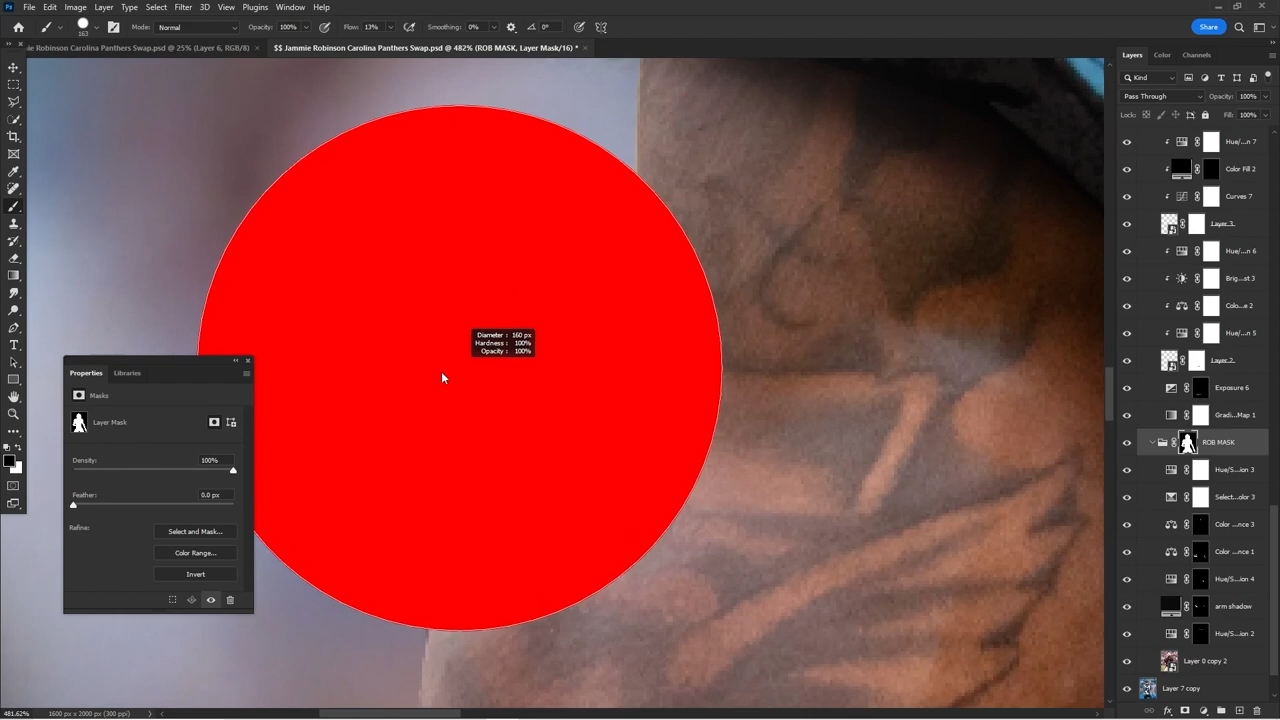 File Edit Image Layer Type Select Filter 3D View Plugins Window Help
163 Mode: Normal Opacity: 100% Flow: 13% Smoothing: 0% 0° Share
ie Robinson Carolina Panthers Swap.psd @ 25% (Layer 6, RGB/8) × $$ Jammie Robinson Carolina Panthers Swap.psd @ 482% (ROB MASK, Layer Mask/16) * ×
Layers Color Channels
Kind
Pass Through Opacity: 100%
Lock: Fill: 100%
Hue/...n 7
Color Fill 2
Curves 7
Layer 3
Hue/...n 6
Brig...t 3
Colo...e 2
Hue/...n 5
Layer 2
Exposure 6
Gradi...Map 1
ROB MASK
Hue/S...ion 3
Select...olor 3
Color ...nce 3
Color ...nce 1
Hue/S...ion 4
arm shadow
Hue/S...ion 2
Layer 0 copy 2
Layer 7 copy
Diameter : 160 px
Hardness : 100%
Opacity : 100%
Properties Libraries
Masks
Layer Mask
Density: 100%
Feather: 0.0 px
Refine: Select and Mask...
Color Range...
Invert
481.62% 1600 px x 2000 px (300 ppi)